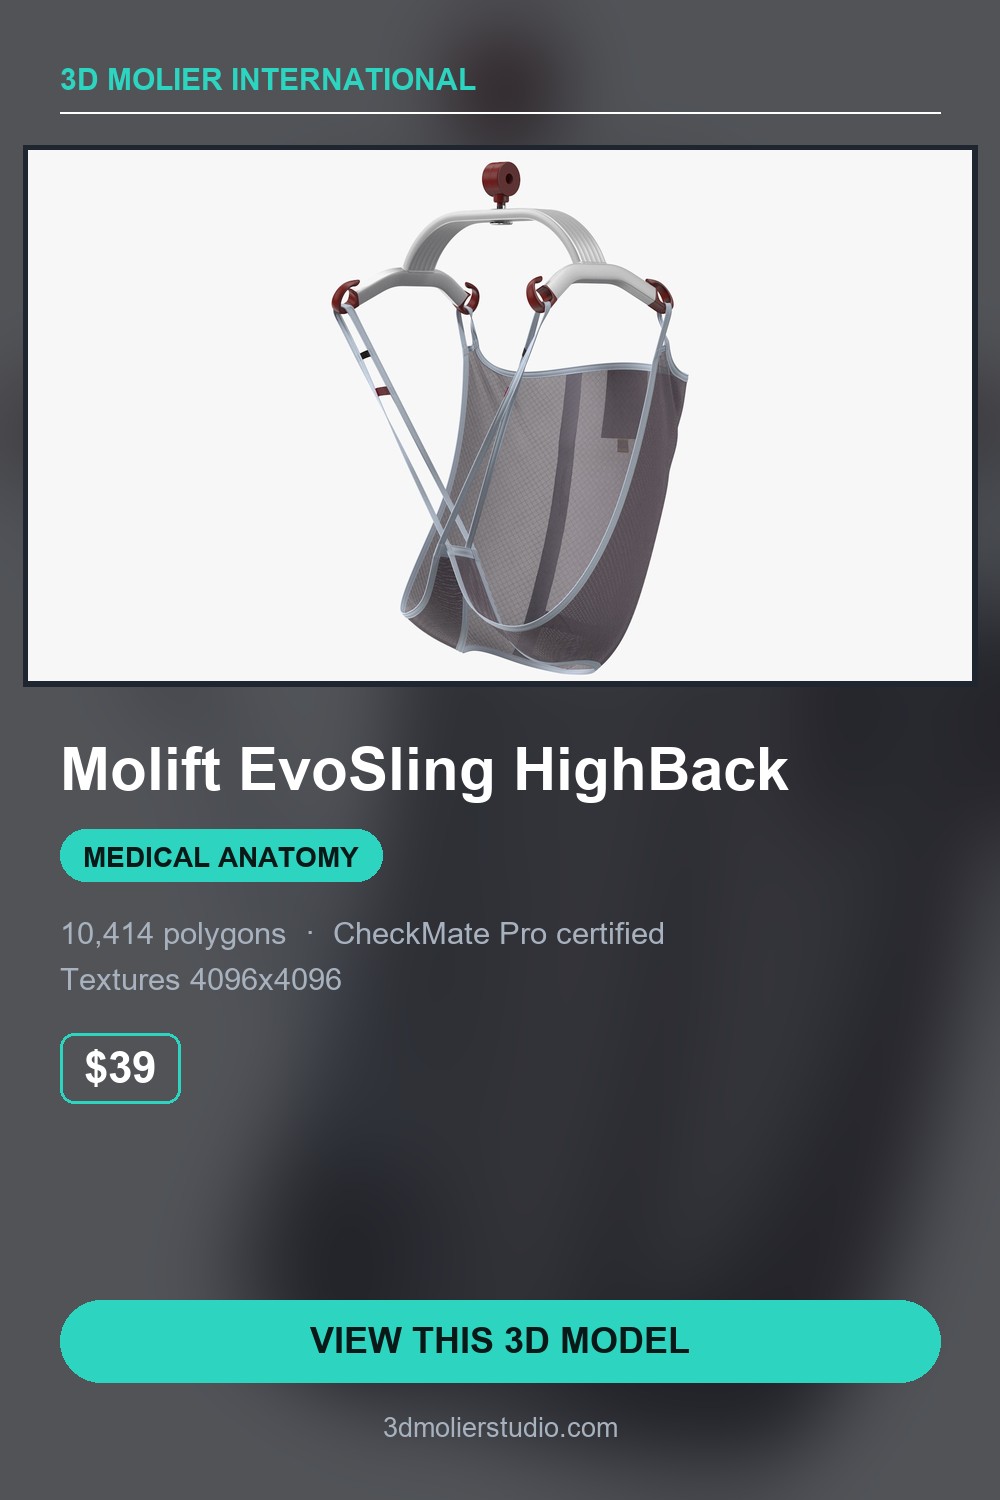 3D MOLIER INTERNATIONAL
Molift EvoSling HighBack
MEDICAL ANATOMY
10,414 polygons · CheckMate Pro certified
Textures 4096x4096
$39
VIEW THIS 3D MODEL
3dmolierstudio.com